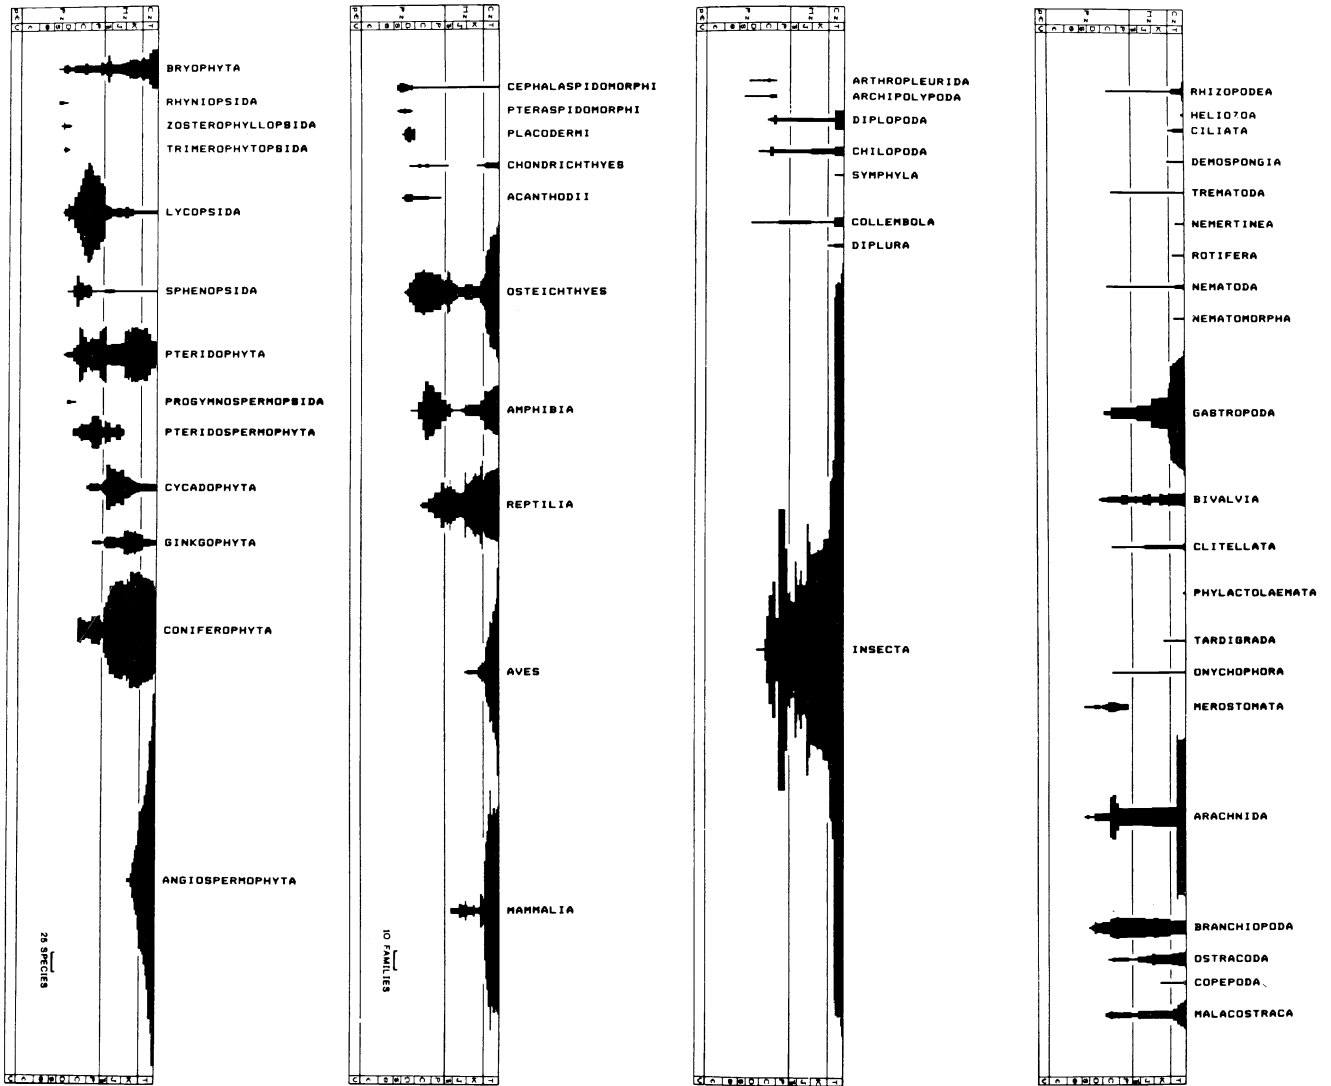 BRYOPHYTA
RHYNIOPSIDA
ZOSTEROPHYLLOPSIDA
TRIMEROPHYTOPSIDA
LYCOPSIDA
SPHENOPSIDA
PTERIDOPHYTA
PROGYMNOSPERMOPSIDA
PTERIDOSPERMOPHYTA
CYCADOPHYTA
GINKGOPHYTA
CONIFEROPHYTA
ANGIOSPERMOPHYTA
25 SPECIES
CEPHALASPIDOMORPHI
PTERASPIDOMORPHI
PLACODERMI
CHONDRICHTHYES
ACANTHODII
OSTEICHTHYES
AMPHIBIA
REPTILIA
AVES
MAMMALIA
10 FAMILIES
ARTHROPLEURIDA
ARCHIPOLYPODA
DIPLOPODA
CHILOPODA
SYMPHYLA
COLLEMBOLA
DIPLURA
INSECTA
RHIZOPODEA
HELIOZOA
CILIATA
DEMOSPONGIA
TREMATODA
NEMERTINEA
ROTIFERA
NEMATODA
NEMATOMORPHA
GASTROPODA
BIVALVIA
CLITELLATA
PHYLACTOLAEMATA
TARDIGRADA
ONYCHOPHORA
MEROSTOMATA
ARACHNIDA
BRANCHIOPODA
OSTRACODA
COPEPODA
MALACOSTRACA